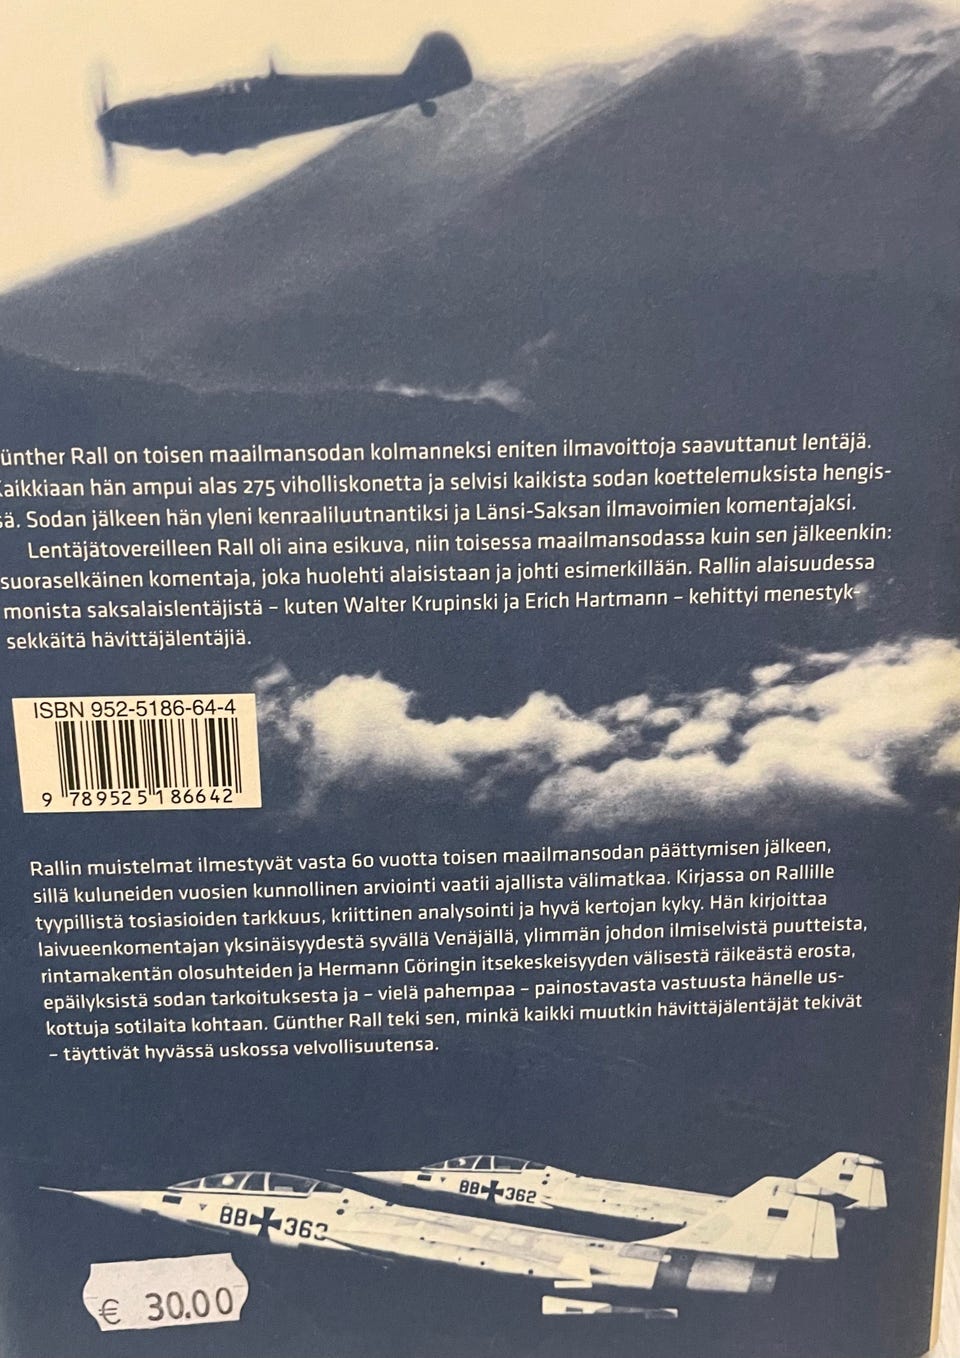 ünther Rall on toisen maailmansodan kolmanneksi eniten ilmavoittoja saavuttanut lentäjä.
Kaikkiaan hän ampui alas 275 viholliskonetta ja selvisi kaikista sodan koettelemuksista hengis-
sä. Sodan jälkeen hän yleni kenraaliluutnantiksi ja Länsi-Saksan ilmavoimien komentajaksi.
Lentäjätovereilleen Rall oli aina esikuva, niin toisessa maailmansodassa kuin sen jälkeenkin:
suoraselkäinen komentaja, joka huolehti alaisistaan ja johti esimerkillään. Rallin alaisuudessa
monista saksalaislentäjistä – kuten Walter Krupinski ja Erich Hartmann – kehittyi menestyk-
sekkäitä hävittäjälentäjiä.
ISBN 952-5186-64-4
9 789525 186642
Rallin muistelmat ilmestyvät vasta 60 vuotta toisen maailmansodan päättymisen jälkeen,
sillä kuluneiden vuosien kunnollinen arviointi vaatii ajallista välimatkaa. Kirjassa on Rallille
tyypillistä tosiasioiden tarkkuus, kriittinen analysointi ja hyvä kertojan kyky. Hän kirjoittaa
laivueenkomentajan yksinäisyydestä syvällä Venäjällä, ylimmän johdon ilmiselvistä puutteista,
rintamakentän olosuhteiden ja Hermann Göringin itsekeskeisyyden välisestä räikeästä erosta,
epäilyksistä sodan tarkoituksesta ja – vielä pahempaa – painostavasta vastuusta hänelle us-
kottuja sotilaita kohtaan. Günther Rall teki sen, minkä kaikki muutkin hävittäjälentäjät tekivät
– täyttivät hyvässä uskossa velvollisuutensa.
BB 362
BB 363
€ 30.00